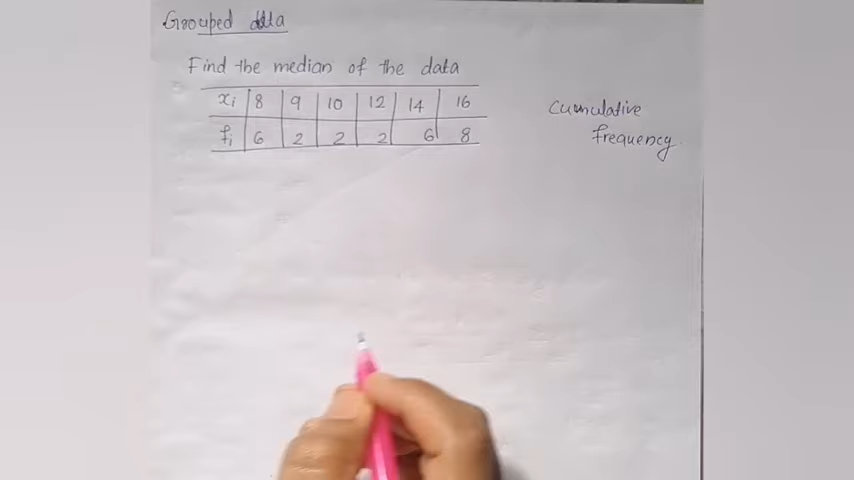 Grouped data
Find the median of the data
xi 8 9 10 12 14 16
fi 6 2 2 2 6 8
Cumulative
frequency.